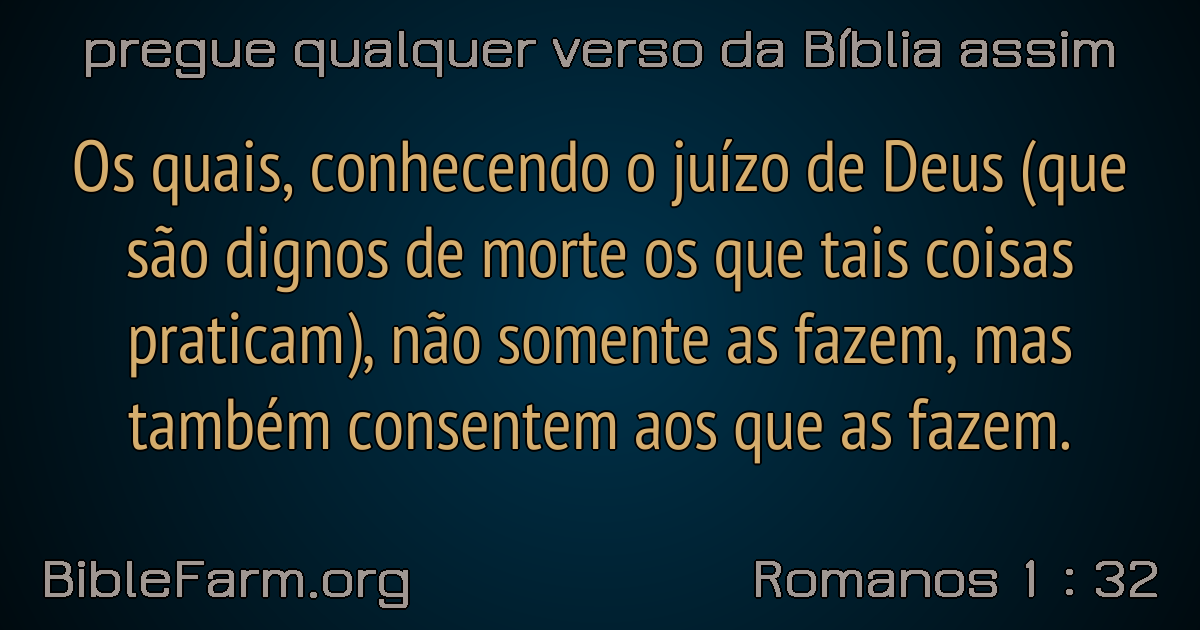 pregue qualquer verso da Bíblia assim
Os quais, conhecendo o juízo de Deus (que
são dignos de morte os que tais coisas
praticam), não somente as fazem, mas
também consentem aos que as fazem.
BibleFarm.org
Romanos 1 : 32